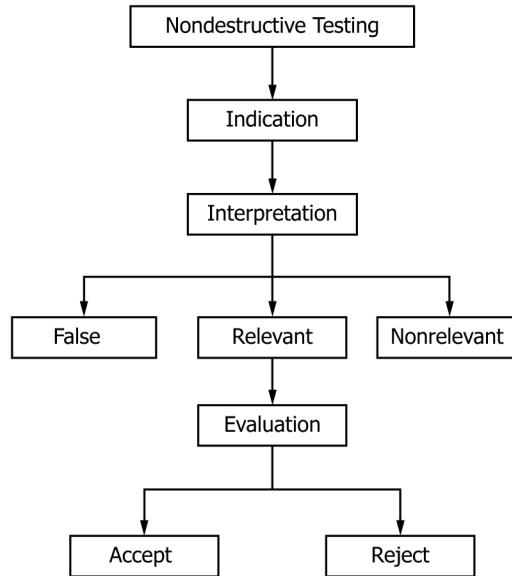 Nondestructive Testing
Indication
Interpretation
False
Relevant
Nonrelevant
Evaluation
Accept
Reject